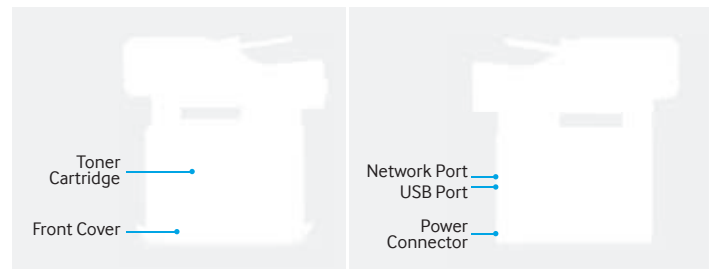 Toner
Cartridge
Front Cover
Network Port
USB Port
Power
Connector